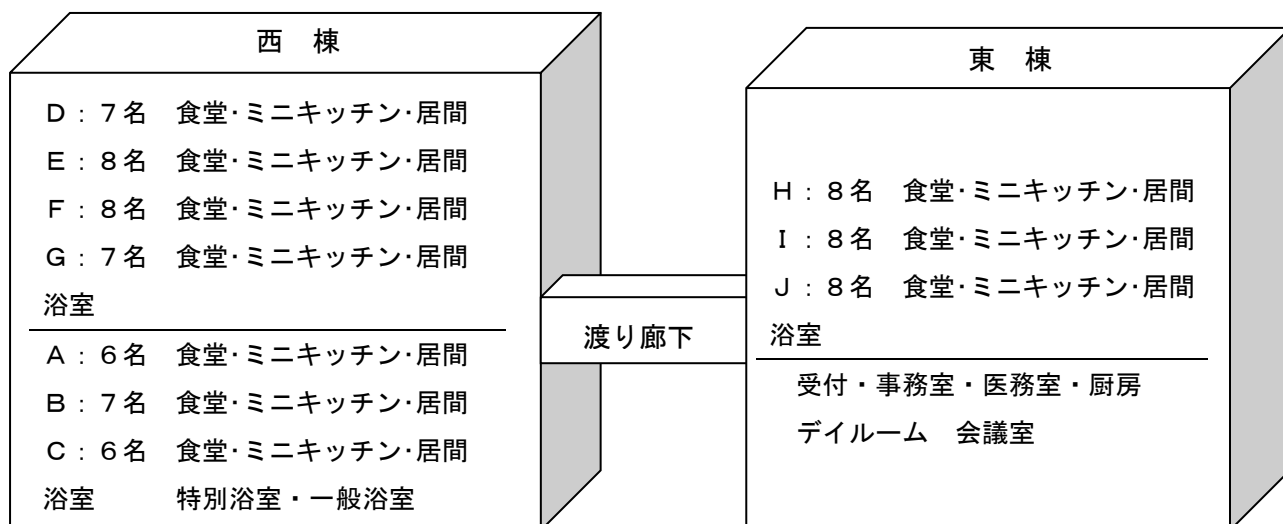 西 棟
D:7名 食堂･ミニキッチン･居間
E:8名 食堂･ミニキッチン･居間
F:8名 食堂･ミニキッチン･居間
G:7名 食堂･ミニキッチン･居間
浴室
A:6名 食堂･ミニキッチン･居間
B:7名 食堂･ミニキッチン･居間
C:6名 食堂･ミニキッチン･居間
浴室 特別浴室・一般浴室
渡り廊下
東 棟
H:8名 食堂･ミニキッチン･居間
I:8名 食堂･ミニキッチン･居間
J:8名 食堂･ミニキッチン･居間
浴室
受付・事務室・医務室・厨房
デイルーム 会議室